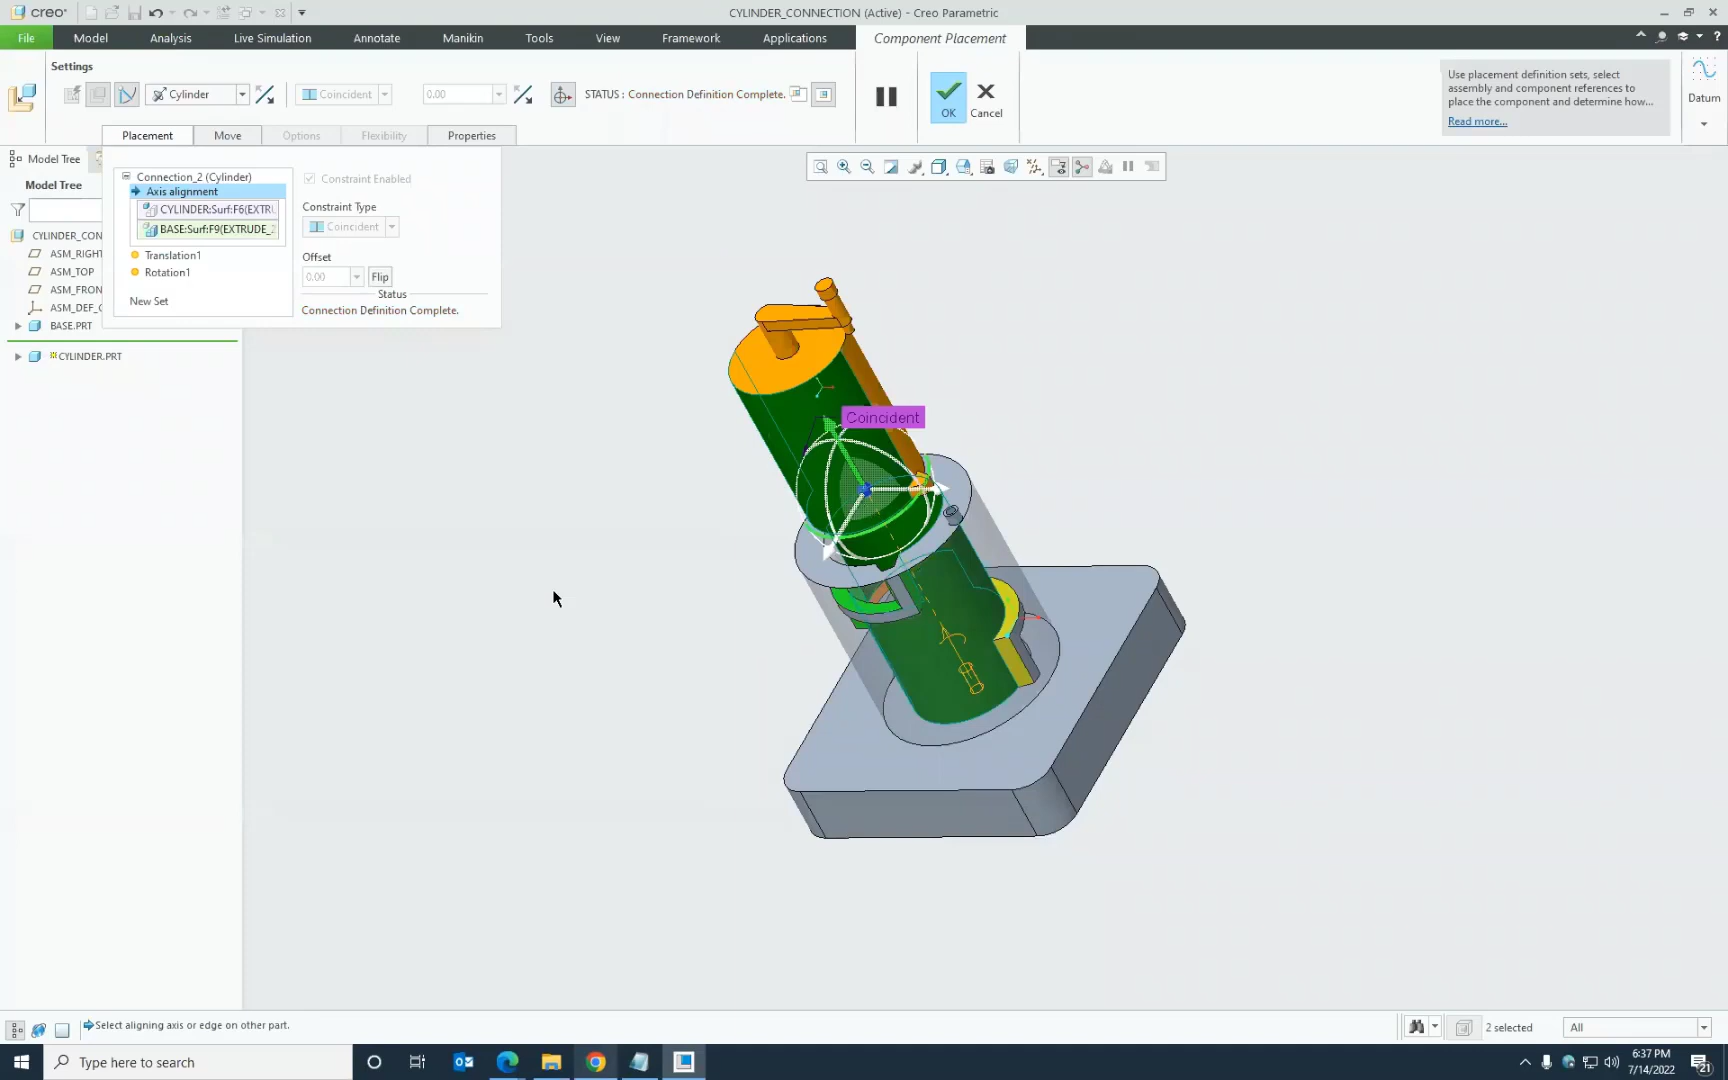 creo
CYLINDER_CONNECTION (Active) - Creo Parametric
File
Model
Analysis
Live Simulation
Annotate
Manikin
Tools
View
Framework
Applications
Component Placement
Settings
Cylinder
Coincident
0.00
STATUS : Connection Definition Complete.
OK
Cancel
Use placement definition sets, select
assembly and component references to
place the component and determine how...
Read more...
Datum
Placement
Move
Options
Flexibility
Properties
Model Tree
Model Tree
CYLINDER_CON
ASM_RIGHT
ASM_TOP
ASM_FRON
ASM_DEF_C
BASE.PRT
CYLINDER.PRT
Connection_2 (Cylinder)
Axis alignment
CYLINDER:Surf:F6(EXTRU
BASE:Surf:F9(EXTRUDE_2
Translation1
Rotation1
New Set
Constraint Enabled
Constraint Type
Coincident
Offset
0.00
Flip
Status
Connection Definition Complete.
Coincident
Select aligning axis or edge on other part.
2 selected
All
Type here to search
6:37 PM
7/14/2022
21